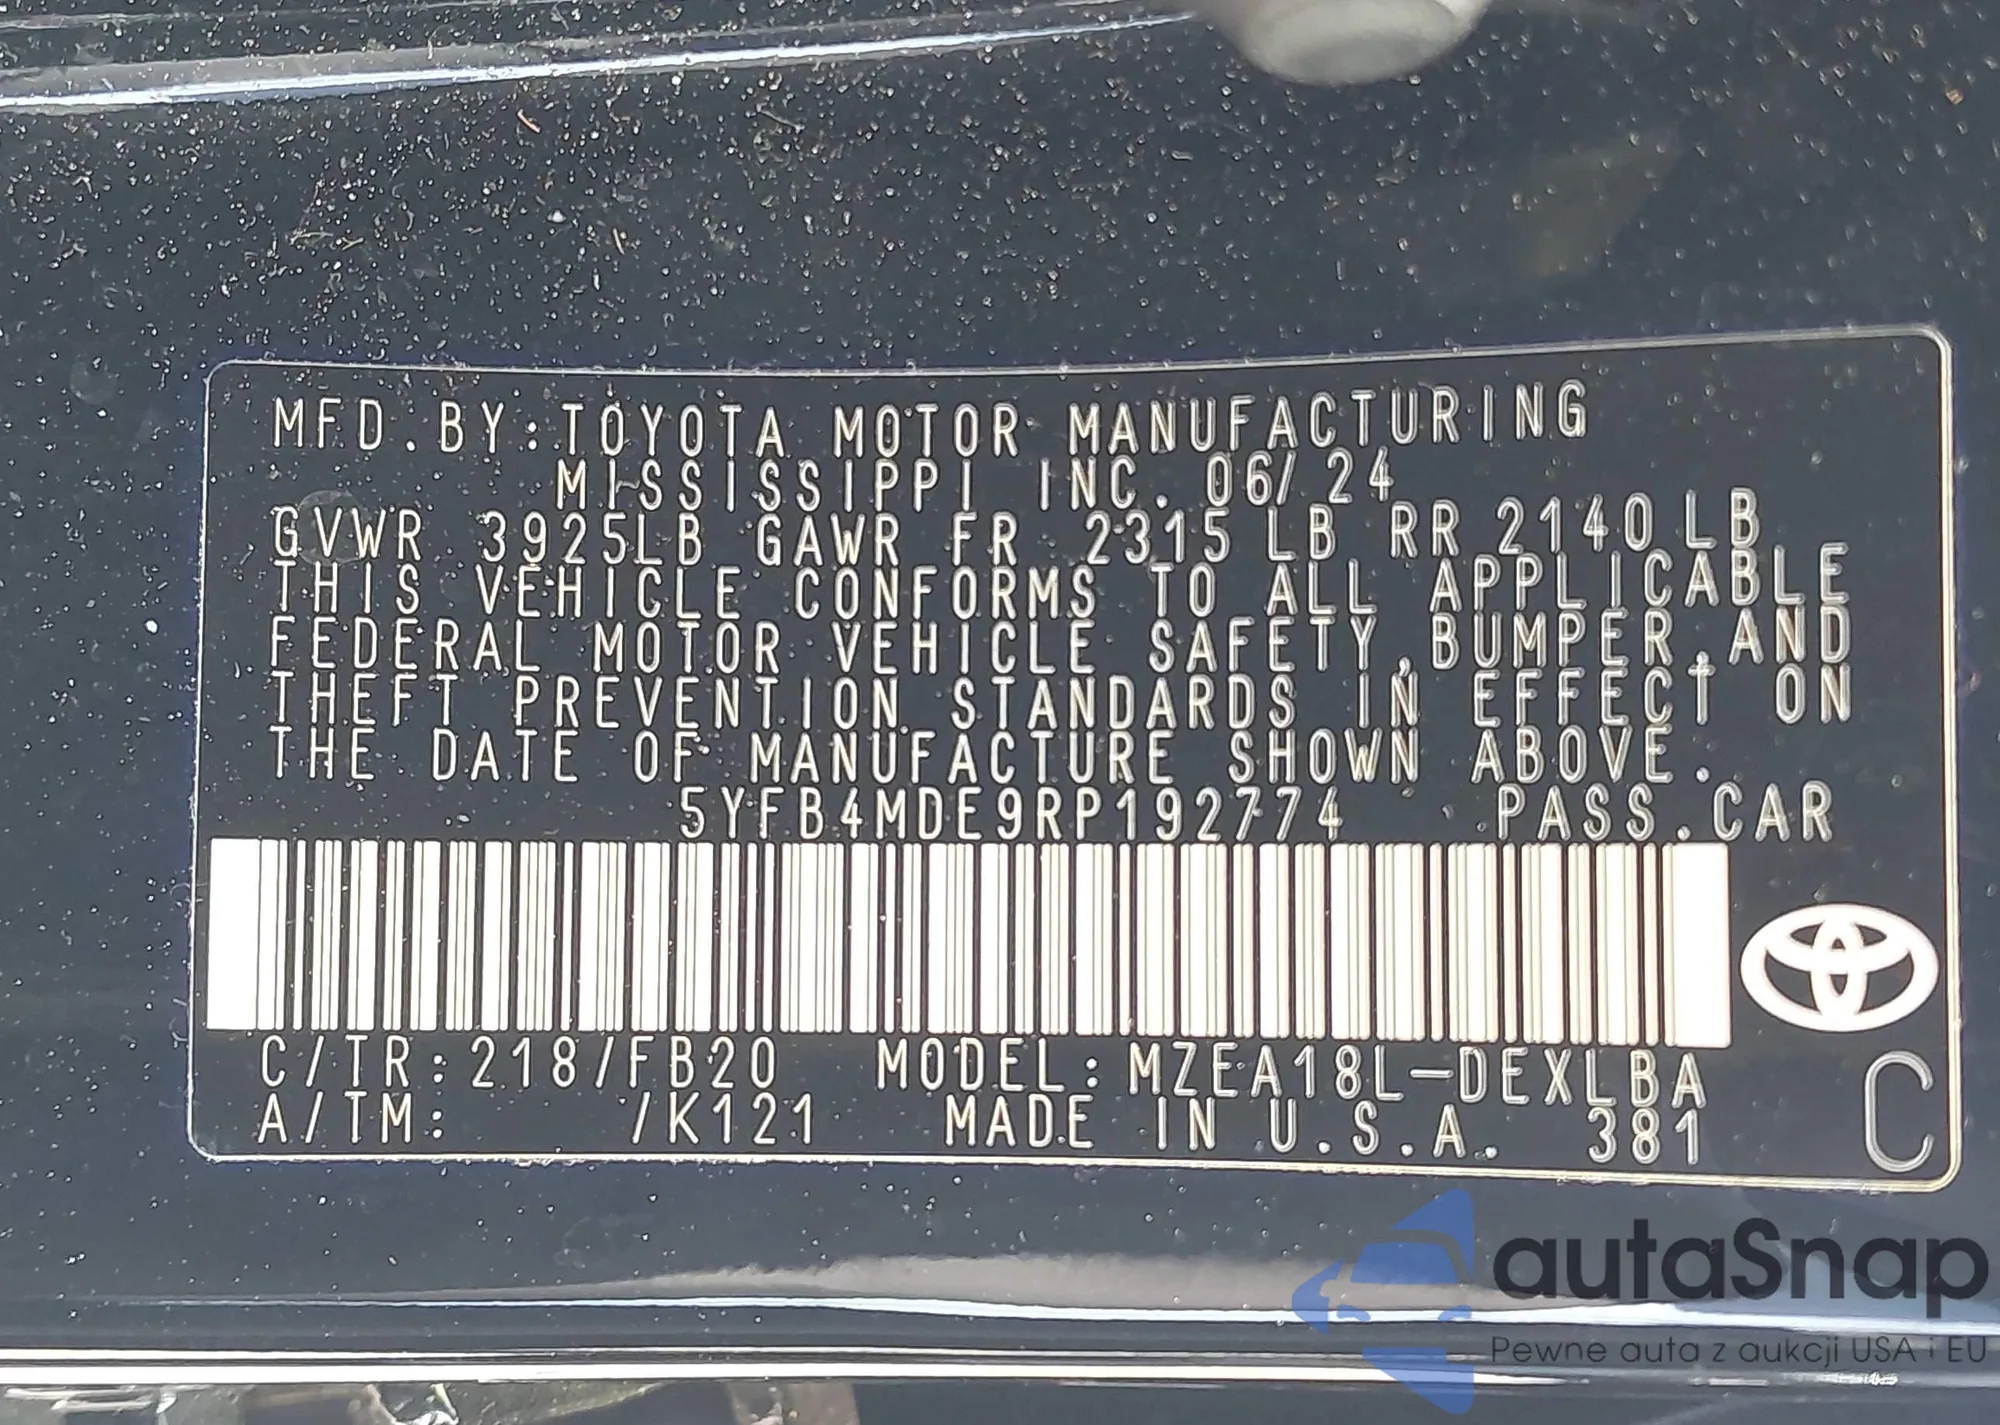 MFD.BY:TOYOTA MOTOR MANUFACTURING
MISSISSIPPI INC. 06/24
GVWR 3925LB GAWR FR 2315 LB RR 2140 LB
THIS VEHICLE CONFORMS TO ALL APPLICABLE
FEDERAL MOTOR VEHICLE SAFETY,BUMPER,AND
THEFT PREVENTION STANDARDS IN EFFECT ON
THE DATE OF MANUFACTURE SHOWN ABOVE.
5YFB4MDE9RP192774 PASS.CAR
C/TR:218/FB20 MODEL:MZEA18L-DEXLBA
A/TM: /K121 MADE IN U.S.A. 381
C
autaSnap
Pewne auta z aukcji USA i EU